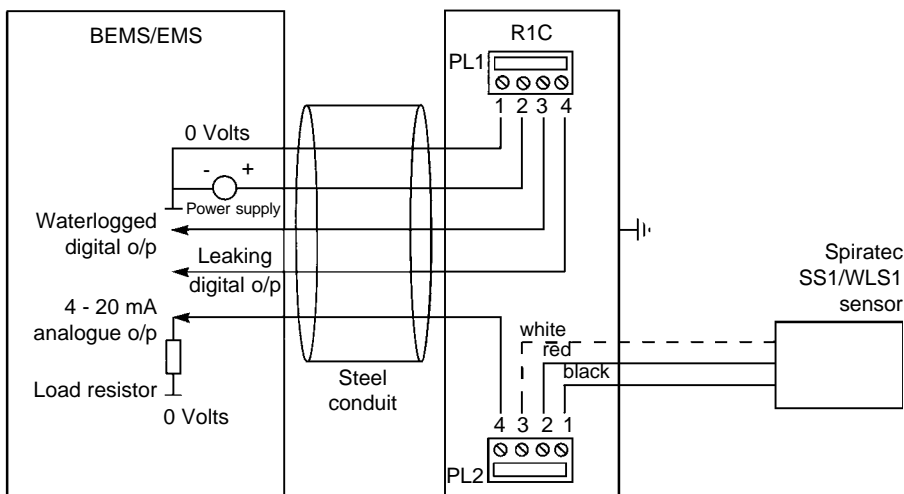 BEMS/EMS
R1C
PL1
1 2 3 4
0 Volts
- +
Power supply
Waterlogged
digital o/p
Leaking
digital o/p
4 - 20 mA
analogue o/p
Load resistor
0 Volts
Steel
conduit
white
red
black
4 3 2 1
PL2
Spiratec
SS1/WLS1
sensor